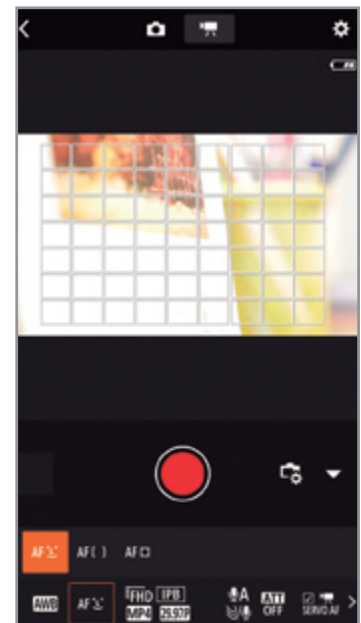 AF AF( ) AF
AWB AF FHD IPB A ATT
MP4 29.97P OFF SERVO AF